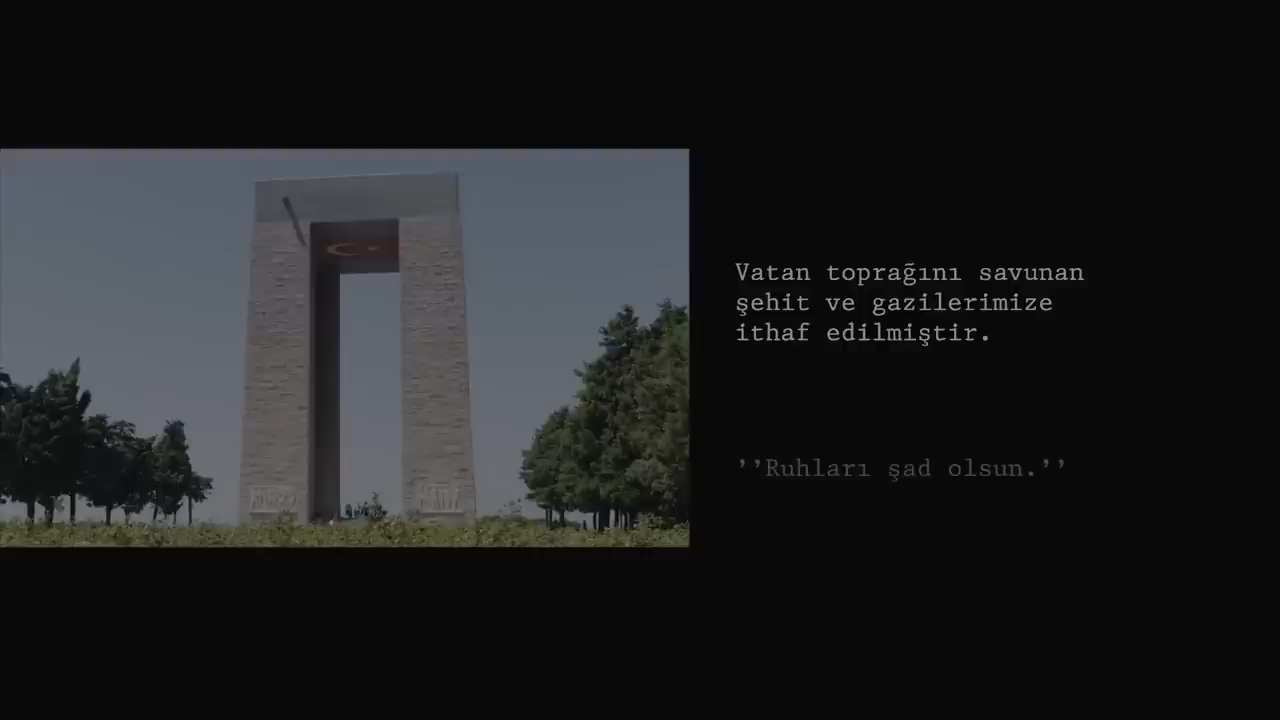 Vatan toprağını savunan
şehit ve gazilerimize
ithaf edilmiştir.
’’Ruhları şad olsun.’’